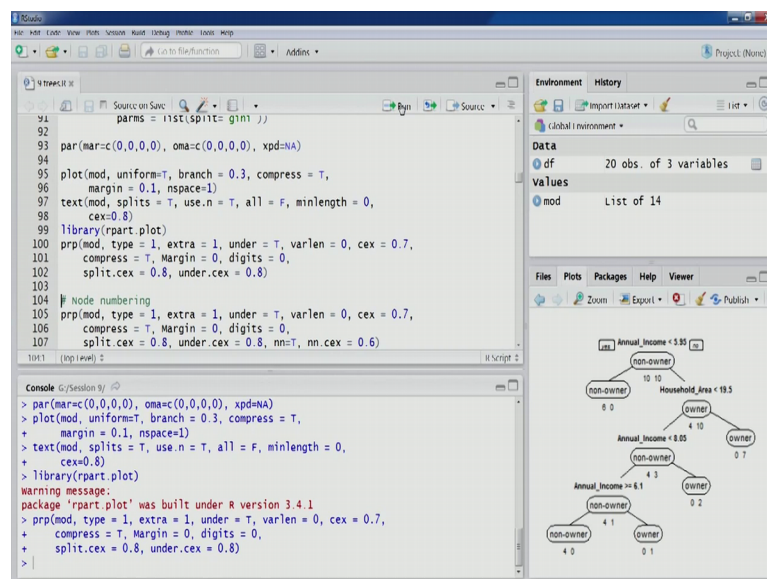 RStudio
File Edit Code View Plots Session Build Debug Profile Tools Help
Go to file/function
Addins
Project: (None)
9 trees.R
Source on Save
Run
Source
91 parms = list(split="gini"))
92
93 par(mar=c(0,0,0,0), oma=c(0,0,0,0), xpd=NA)
94
95 plot(mod, uniform=T, branch = 0.3, compress = T,
96 margin = 0.1, nspace=1)
97 text(mod, splits = T, use.n = T, all = F, minlength = 0,
98 cex=0.8)
99 library(rpart.plot)
100 prp(mod, type = 1, extra = 1, under = T, varlen = 0, cex = 0.7,
101 compress = T, Margin = 0, digits = 0,
102 split.cex = 0.8, under.cex = 0.8)
103
104 # Node numbering
105 prp(mod, type = 1, extra = 1, under = T, varlen = 0, cex = 0.7,
106 compress = T, Margin = 0, digits = 0,
107 split.cex = 0.8, under.cex = 0.8, nn=T, nn.cex = 0.6)
104:1 (Top Level) R Script
Console G:/Session 9/
> par(mar=c(0,0,0,0), oma=c(0,0,0,0), xpd=NA)
> plot(mod, uniform=T, branch = 0.3, compress = T,
+ margin = 0.1, nspace=1)
> text(mod, splits = T, use.n = T, all = F, minlength = 0,
+ cex=0.8)
> library(rpart.plot)
Warning message:
package 'rpart.plot' was built under R version 3.4.1
> prp(mod, type = 1, extra = 1, under = T, varlen = 0, cex = 0.7,
+ compress = T, Margin = 0, digits = 0,
+ split.cex = 0.8, under.cex = 0.8)
>
Environment History
Import Dataset List
Global Environment
Data
df 20 obs. of 3 variables
Values
mod List of 14
Files Plots Packages Help Viewer
Zoom Export Publish
yes Annual_Income < 5.95 no
non-owner
10 10
non-owner Household_Area < 19.5
6 0 owner
4 10
Annual_Income < 8.05 owner
non-owner 0 7
4 3
Annual_Income >= 6.1 owner
non-owner 0 2
4 1
non-owner owner
4 0 0 1